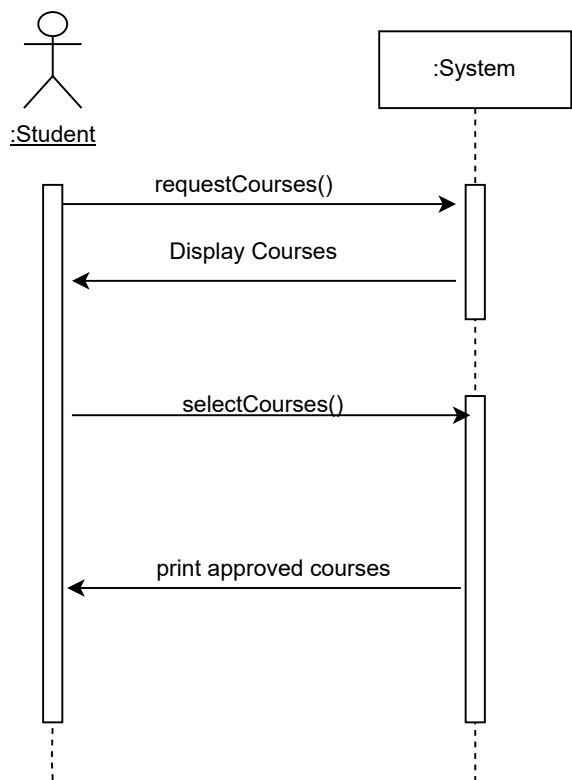 :System
:Student
requestCourses()
Display Courses
selectCourses()
print approved courses